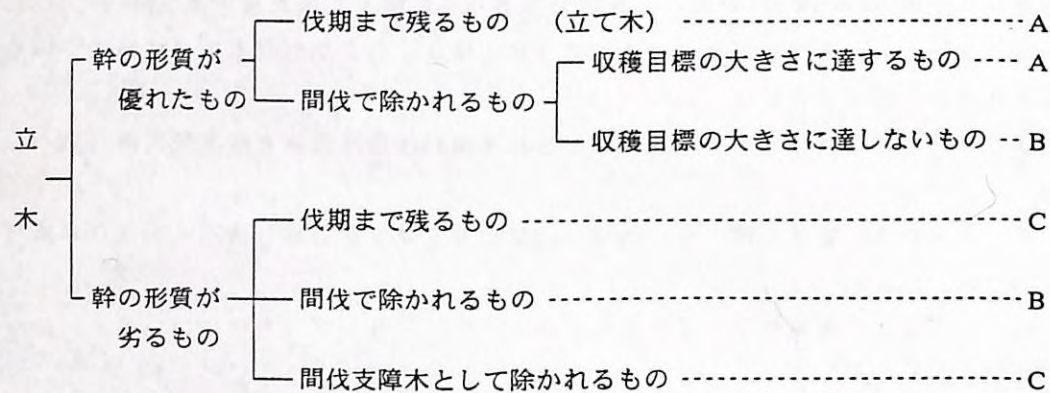 伐期まで残るもの （立て木） A
幹の形質が
優れたもの
収穫目標の大きさに達するもの A
間伐で除かれるもの
収穫目標の大きさに達しないもの B
立木
伐期まで残るもの C
幹の形質が
劣るもの
間伐で除かれるもの B
間伐支障木として除かれるもの C